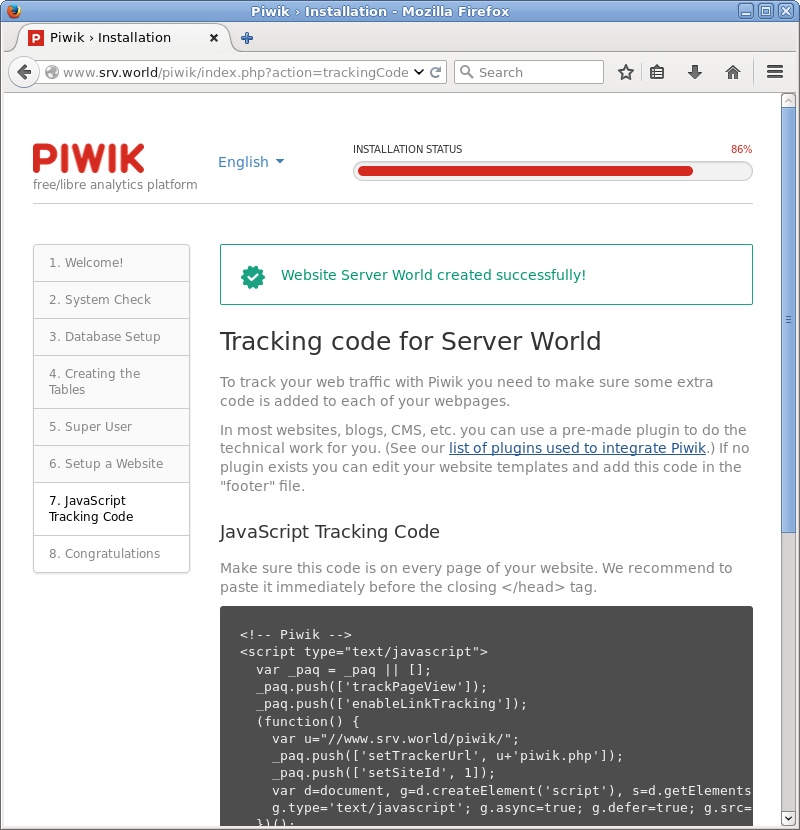 Piwik › Installation - Mozilla Firefox
Piwik › Installation
www.srv.world/piwik/index.php?action=trackingCode
Search
PIWIK
free/libre analytics platform
English
INSTALLATION STATUS
86%
1. Welcome!
2. System Check
3. Database Setup
4. Creating the
Tables
5. Super User
6. Setup a Website
7. JavaScript
Tracking Code
8. Congratulations
Website Server World created successfully!
Tracking code for Server World
To track your web traffic with Piwik you need to make sure some extra
code is added to each of your webpages.
In most websites, blogs, CMS, etc. you can use a pre-made plugin to do the
technical work for you. (See our list of plugins used to integrate Piwik.) If no
plugin exists you can edit your website templates and add this code in the
"footer" file.
JavaScript Tracking Code
Make sure this code is on every page of your website. We recommend to
paste it immediately before the closing </head> tag.
<!-- Piwik -->
<script type="text/javascript">
var _paq = _paq || [];
_paq.push(['trackPageView']);
_paq.push(['enableLinkTracking']);
(function() {
var u="//www.srv.world/piwik/";
_paq.push(['setTrackerUrl', u+'piwik.php']);
_paq.push(['setSiteId', 1]);
var d=document, g=d.createElement('script'), s=d.getElements
g.type='text/javascript'; g.async=true; g.defer=true; g.src=
})();